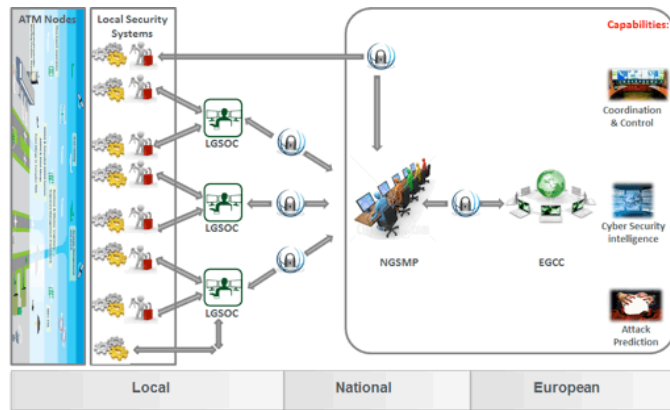 ATM Nodes
Local Security
Systems
Capabilities:
Coordination
& Control
LGSOC
LGSOC
NGSMP
EGCC
Cyber Security
intelligence
LGSOC
Attack
Prediction
Local
National
European